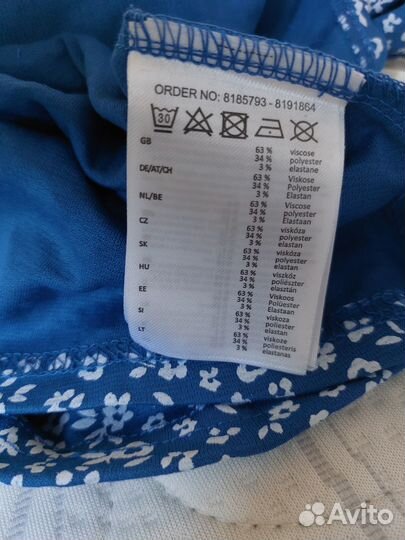 ORDER NO: 8185793 - 8191864
30
GB 63 % viscose
34 % polyester
3 % elastane
DE/AT/CH 63 % Viskose
34 % Polyester
3 % Elastan
NL/BE 63 % Viscose
34 % polyester
3 % elastan
CZ 63 % viskóza
34 % polyester
3 % elastan
SK 63 % viskóza
34 % polyester
3 % elastan
HU 63 % viszkóz
34 % poliészter
3 % elasztán
EE 63 % Viskoos
34 % Polüester
3 % Elastaan
SI 63 % viskoza
34 % poliester
3 % elastan
LT 63 % viskozė
34 % poliesteris
3 % elastanas
Avito